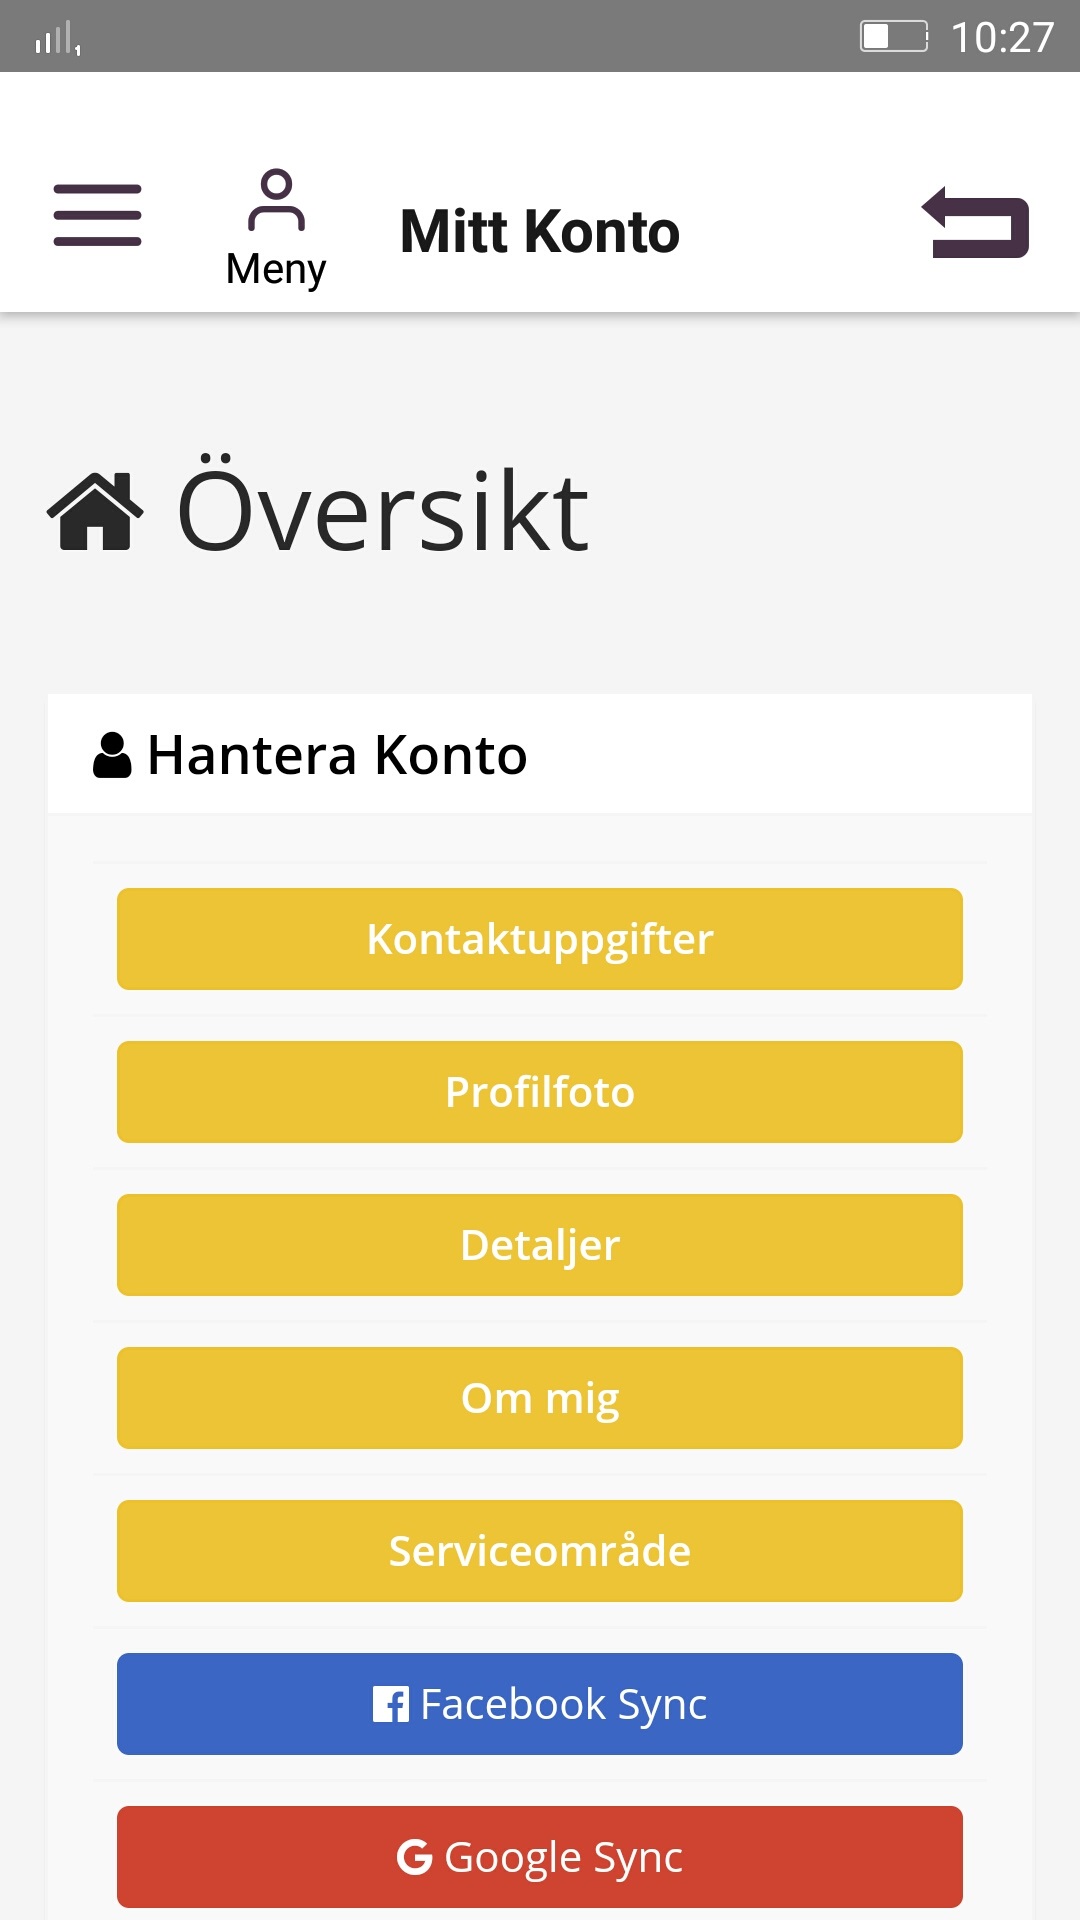 10:27
Meny
Mitt Konto
Översikt
Hantera Konto
Kontaktuppgifter
Profilfoto
Detaljer
Om mig
Serviceområde
Facebook Sync
Google Sync